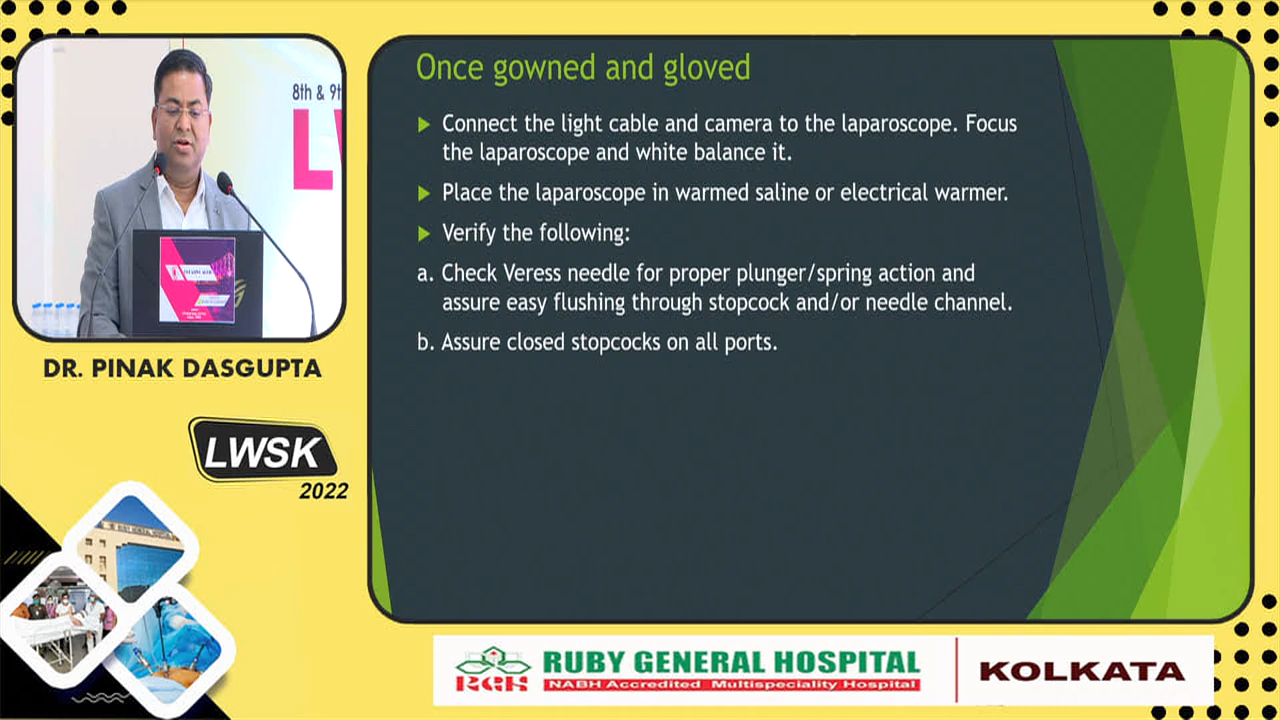 8th & 9t
Once gowned and gloved
Connect the light cable and camera to the laparoscope. Focus
the laparoscope and white balance it.
Place the laparoscope in warmed saline or electrical warmer.
Verify the following:
a. Check Veress needle for proper plunger/spring action and
assure easy flushing through stopcock and/or needle channel.
b. Assure closed stopcocks on all ports.
DR. PINAK DASGUPTA
LWSK
2022
RGH
RUBY GENERAL HOSPITAL
NABH Accredited Multispeciality Hospital
KOLKATA